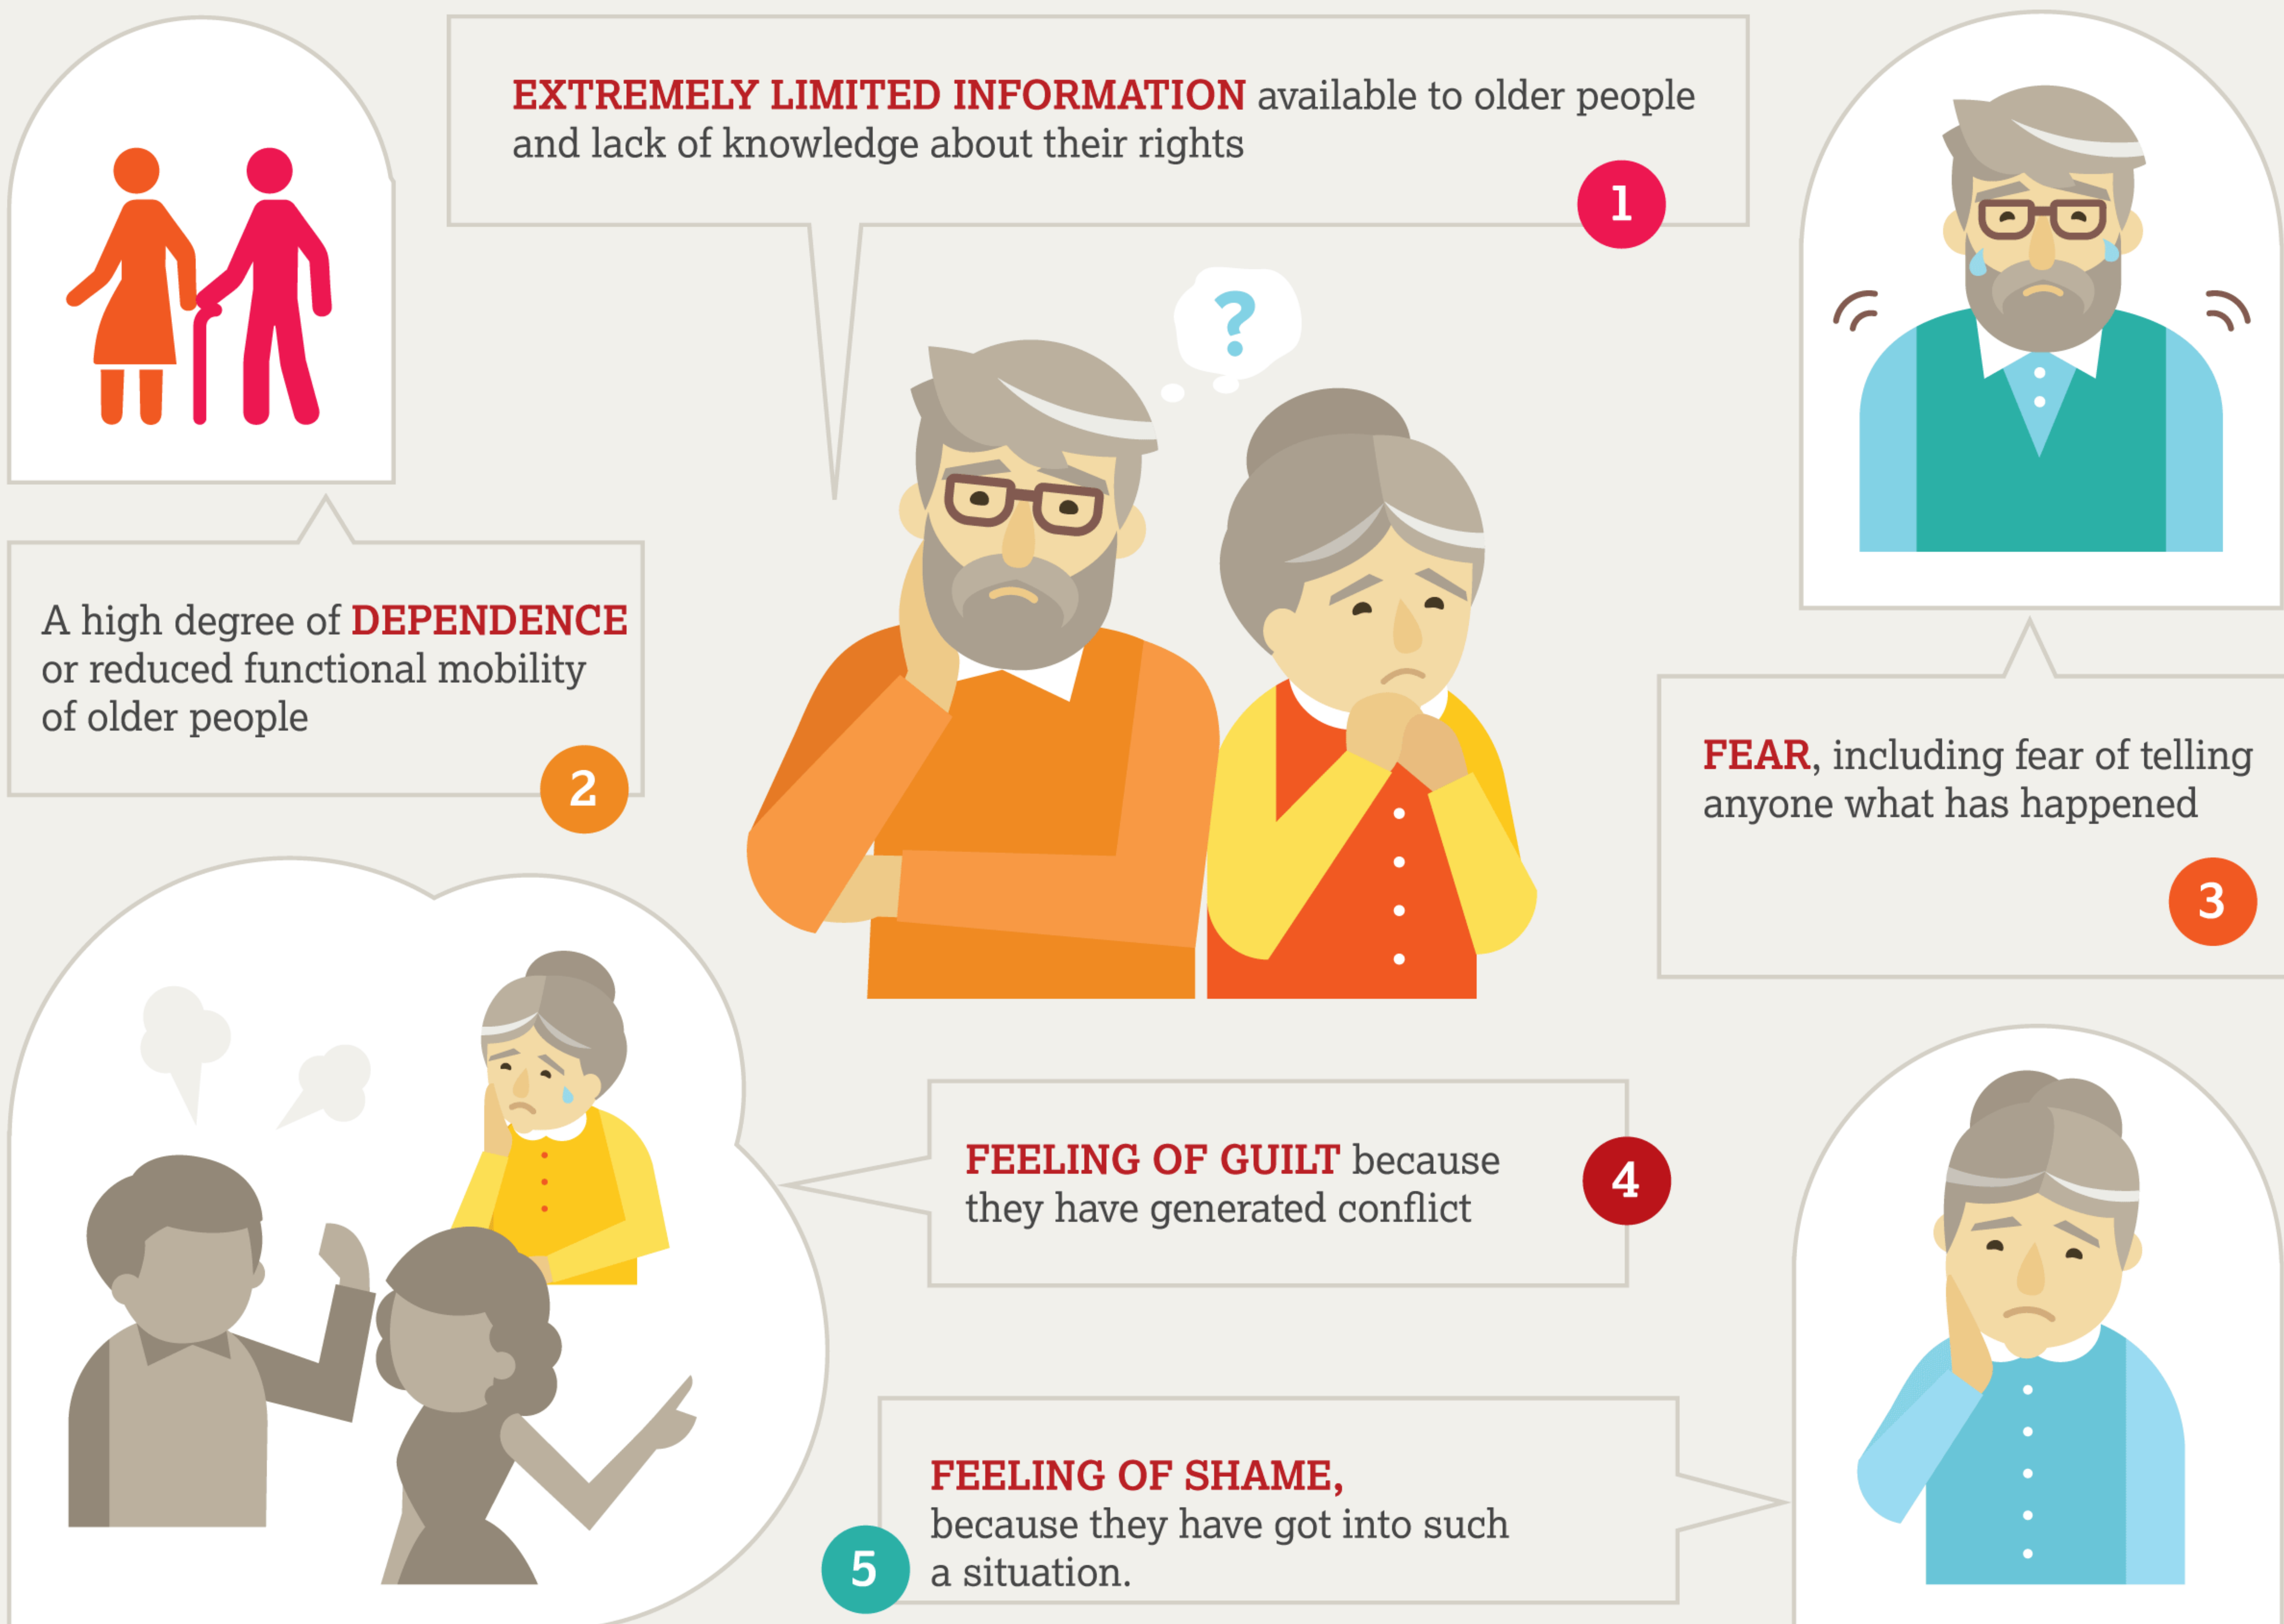 EXTREMELY LIMITED INFORMATION available to older people
and lack of knowledge about their rights
1
?
A high degree of DEPENDENCE
or reduced functional mobility
of older people
2
FEAR, including fear of telling
anyone what has happened
3
FEELING OF GUILT because
they have generated conflict
4
FEELING OF SHAME,
because they have got into such
a situation.
5